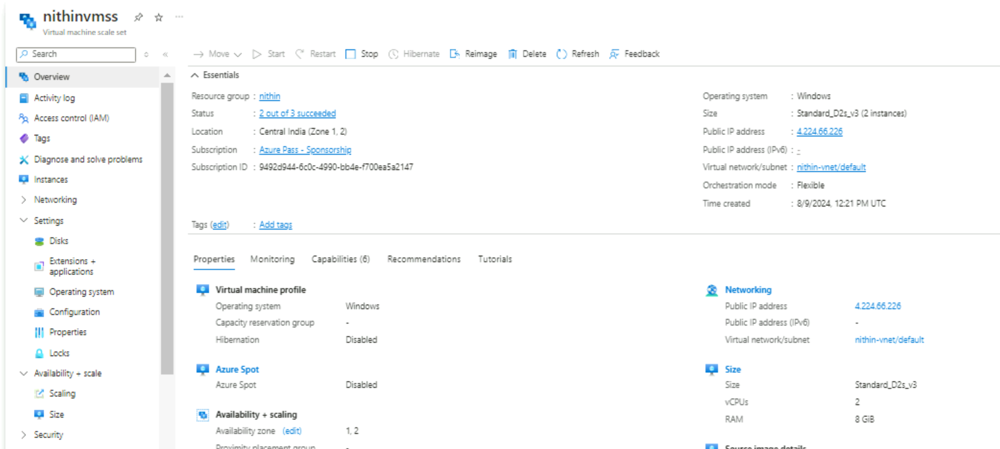 nithinvmss
Virtual machine scale set
Search
Move Start Restart Stop Hibernate Reimage Delete Refresh Feedback
Overview
Activity log
Access control (IAM)
Tags
Diagnose and solve problems
Instances
Networking
Settings
Disks
Extensions +
applications
Operating system
Configuration
Properties
Locks
Availability + scale
Scaling
Size
Security
Essentials
Resource group : nithin
Status : 2 out of 3 succeeded
Location : Central India (Zone 1, 2)
Subscription : Azure Pass - Sponsorship
Subscription ID : 9492d944-6c0c-4990-bb4e-f700ea5a2147
Operating system : Windows
Size : Standard_D2s_v3 (2 instances)
Public IP address : 4.224.66.226
Public IP address (IPv6) : -
Virtual network/subnet : nithin-vnet/default
Orchestration mode : Flexible
Time created : 8/9/2024, 12:21 PM UTC
Tags (edit) : Add tags
Properties Monitoring Capabilities (6) Recommendations Tutorials
Virtual machine profile
Operating system Windows
Capacity reservation group -
Hibernation Disabled
Azure Spot
Azure Spot Disabled
Availability + scaling
Availability zone (edit) 1, 2
Proximity placement group -
Networking
Public IP address 4.224.66.226
Public IP address (IPv6) -
Virtual network/subnet nithin-vnet/default
Size
Size Standard_D2s_v3
vCPUs 2
RAM 8 GiB
Source image details